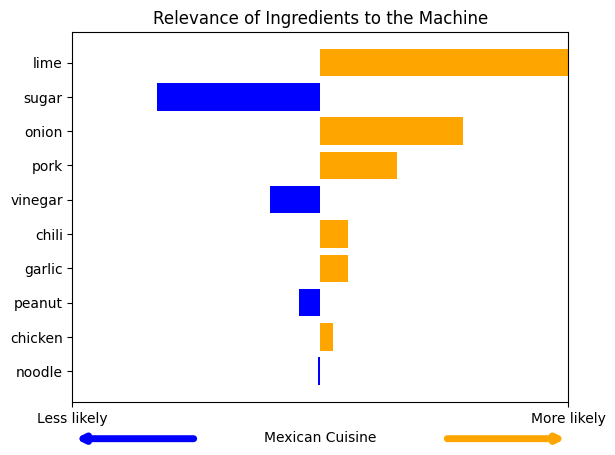 Relevance of Ingredients to the Machine
lime
sugar
onion
pork
vinegar
chili
garlic
peanut
chicken
noodle
Less likely
More likely
Mexican Cuisine